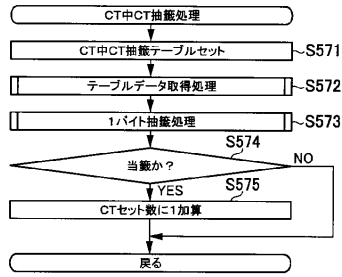 CT中CT抽籤処理
CT中CT抽籤テーブルセット
S571
テーブルデータ取得処理
S572
1バイト抽籤処理
S573
S574
当籤か?
NO
YES
S575
CTセット数に1加算
戻る